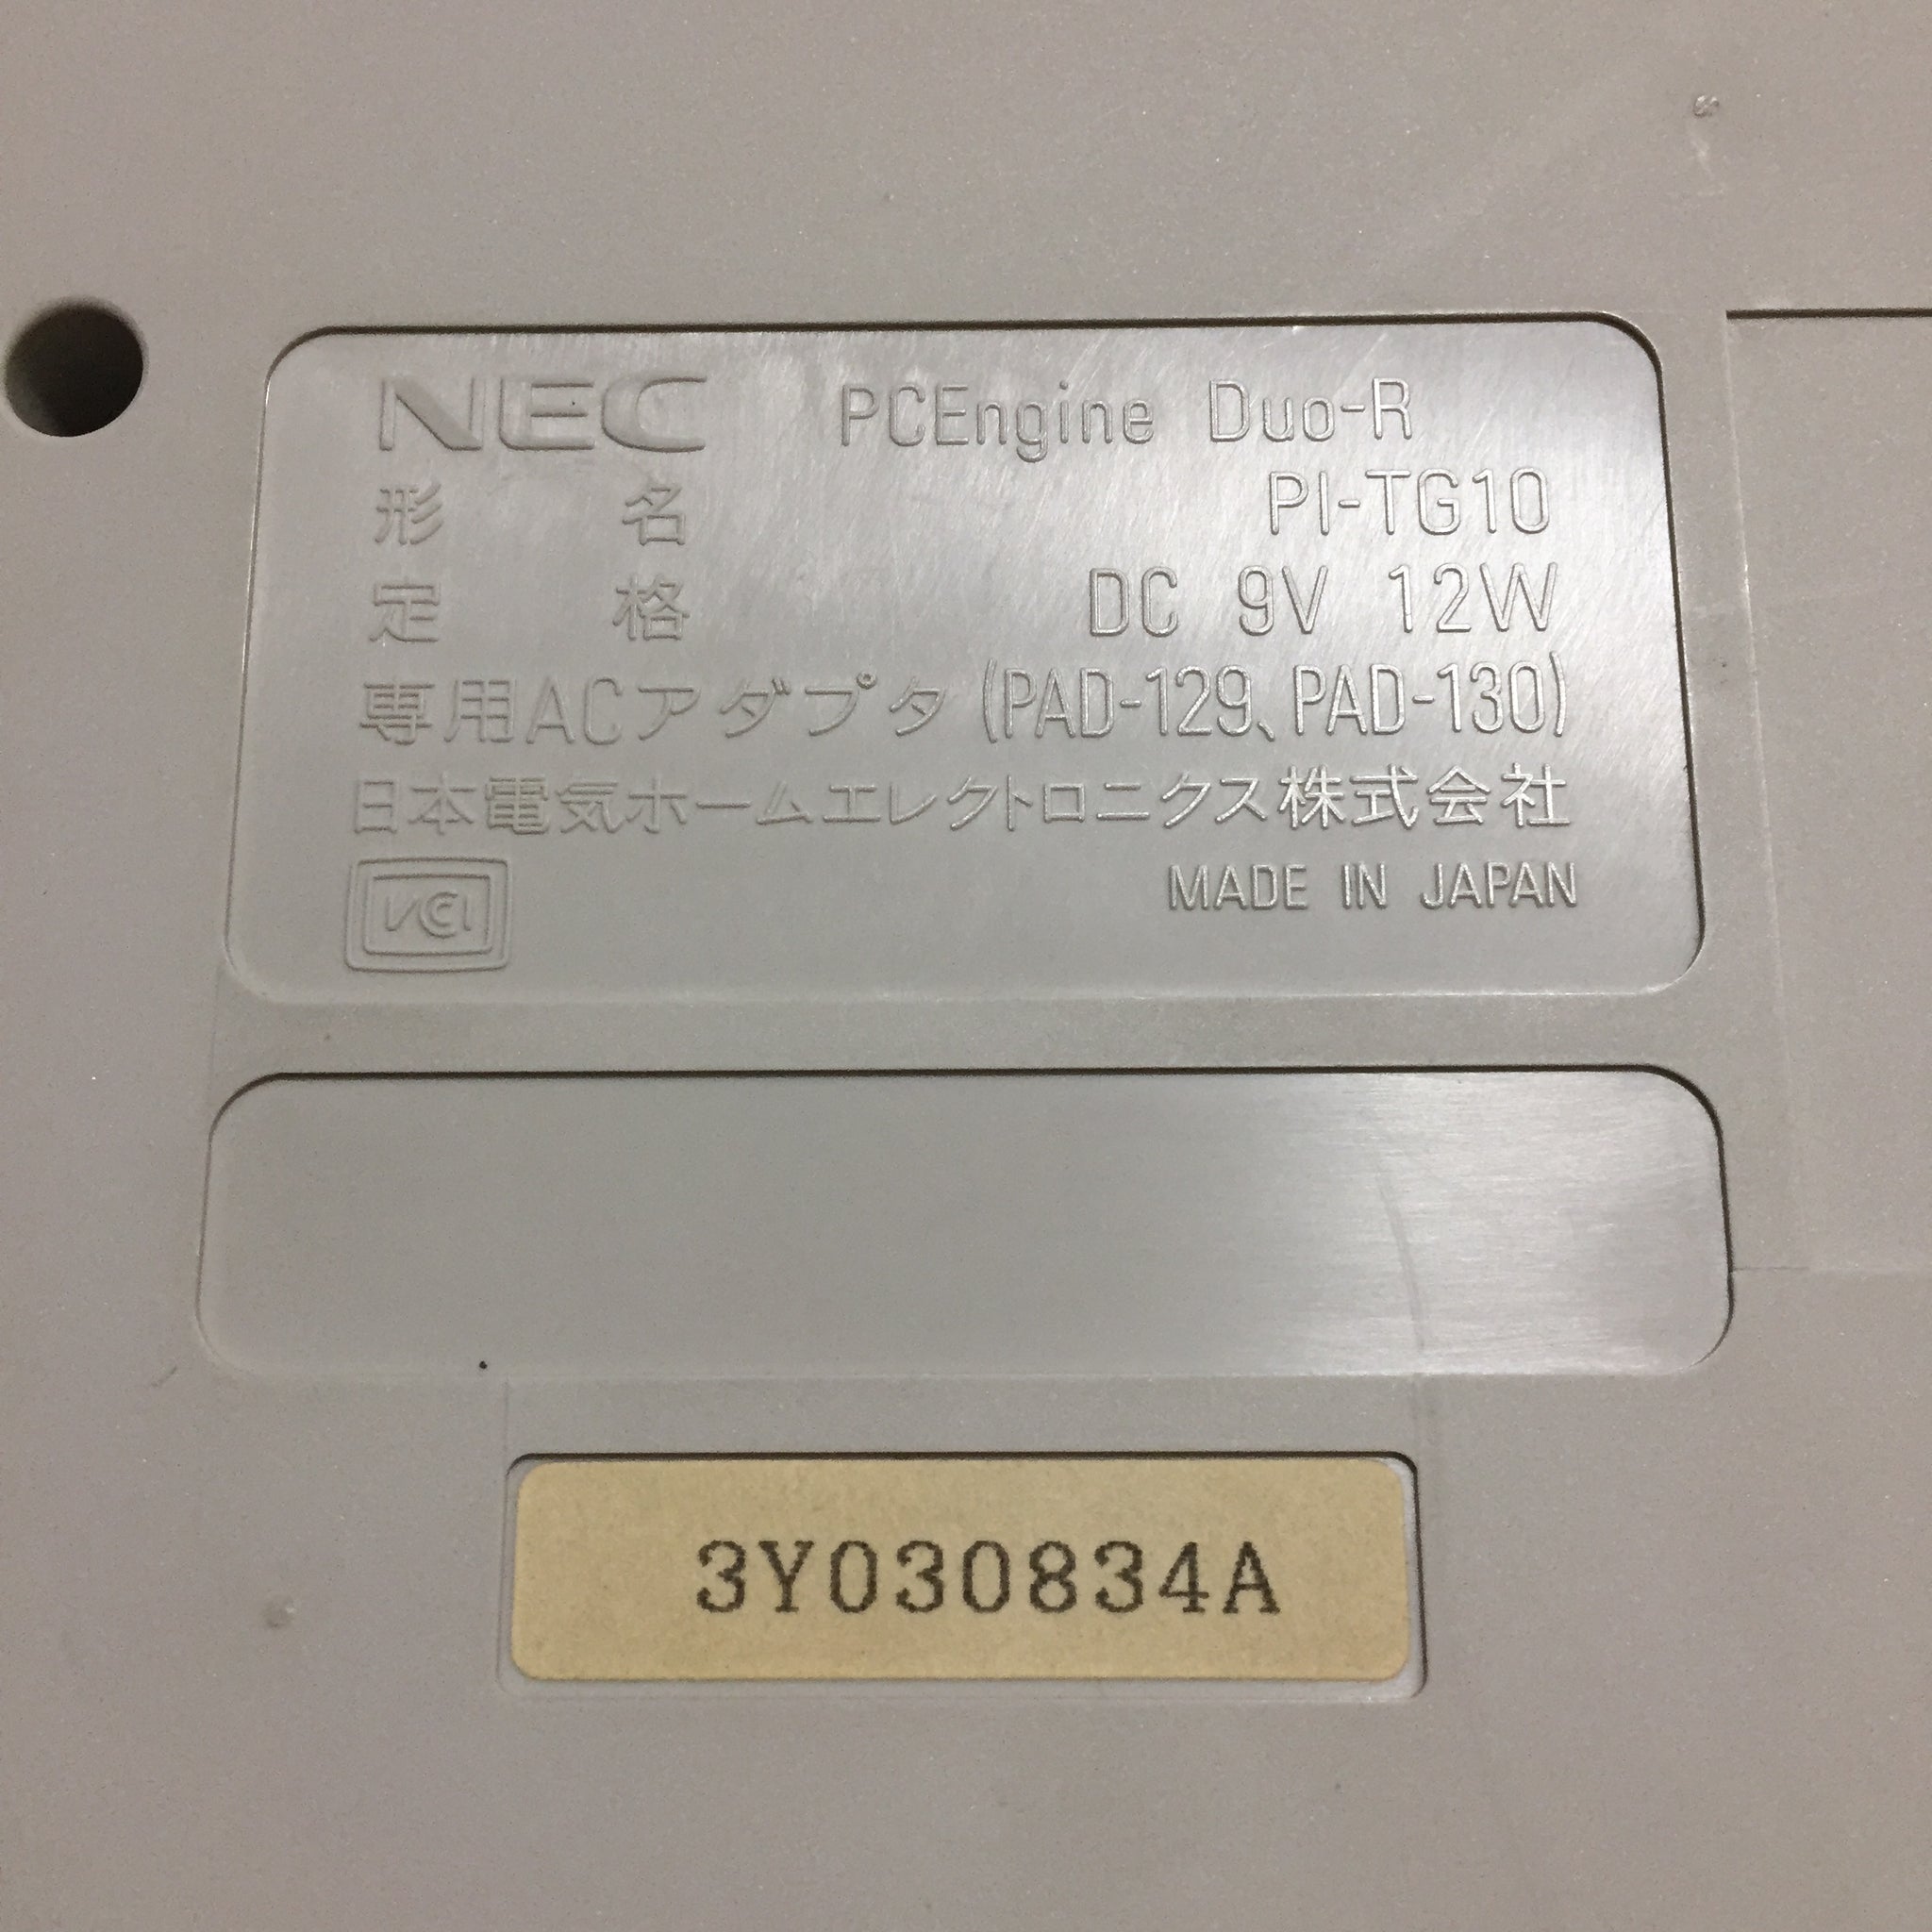 NEC PCEngine Duo-R
形名 PI-TG10
定格 DC 9V 12W
専用ACアダプタ(PAD-129、PAD-130)
日本電気ホームエレクトロニクス株式会社
VCI MADE IN JAPAN
3Y030834A